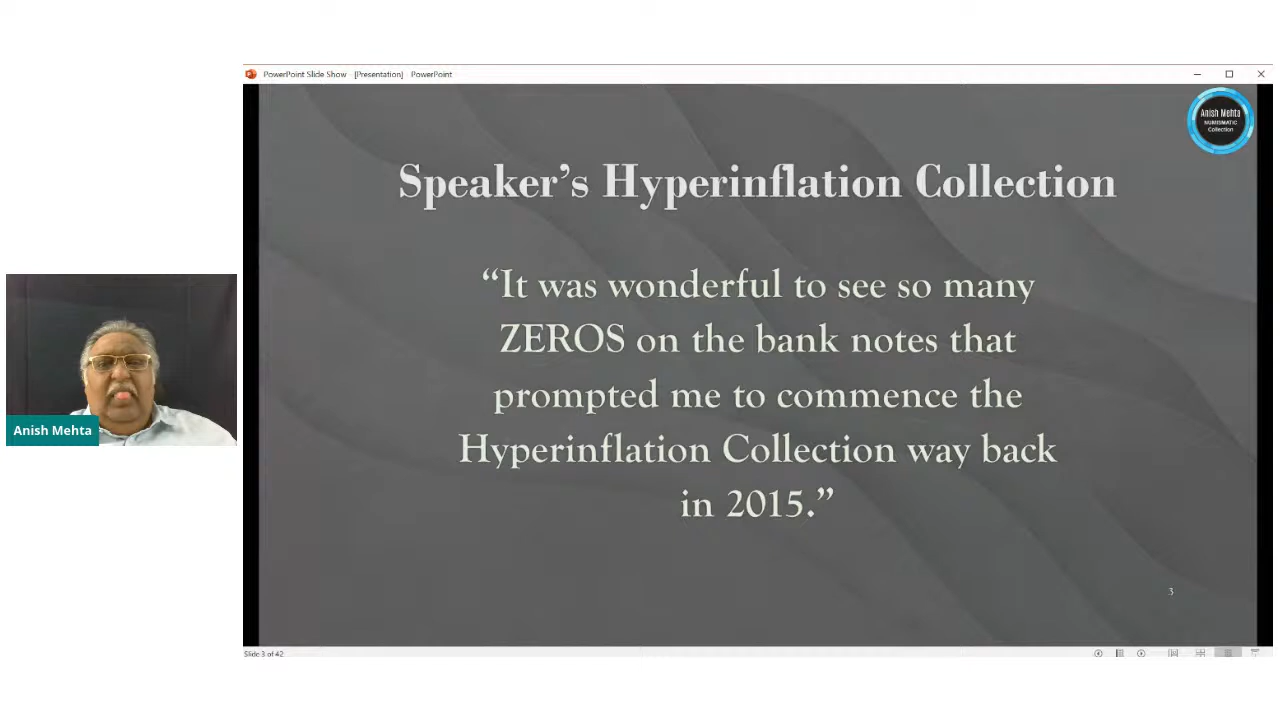 PowerPoint Slide Show - [Presentation] - PowerPoint
Anish Mehta
NUMISMATIC
Collection
Speaker’s Hyperinflation Collection
“It was wonderful to see so many
ZEROS on the bank notes that
prompted me to commence the
Hyperinflation Collection way back
in 2015.”
Anish Mehta
3
Slide 3 of 42